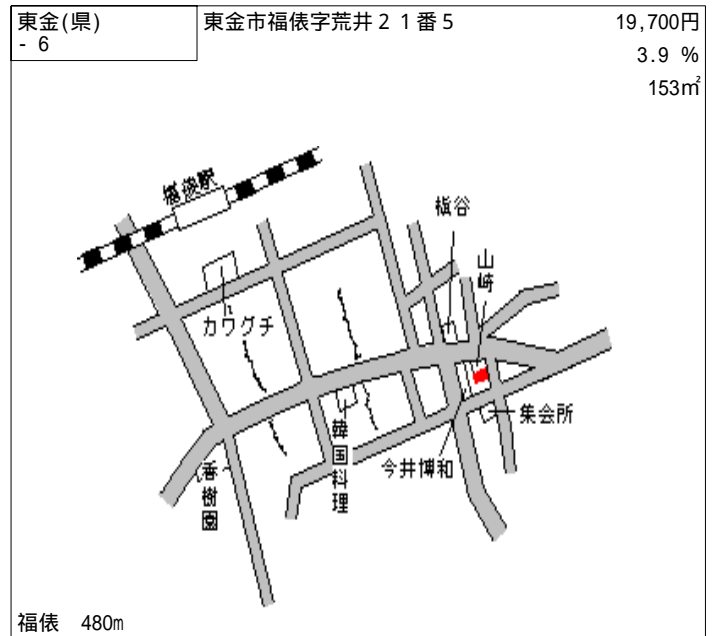 東金(県)
- 6
東金市福俵字荒井２１番５
19,700円
3.9 %
153㎡
福俵駅
槇谷
山崎
カワグチ
集会所
韓国料理
今井博和
香樹園
福俵 480m